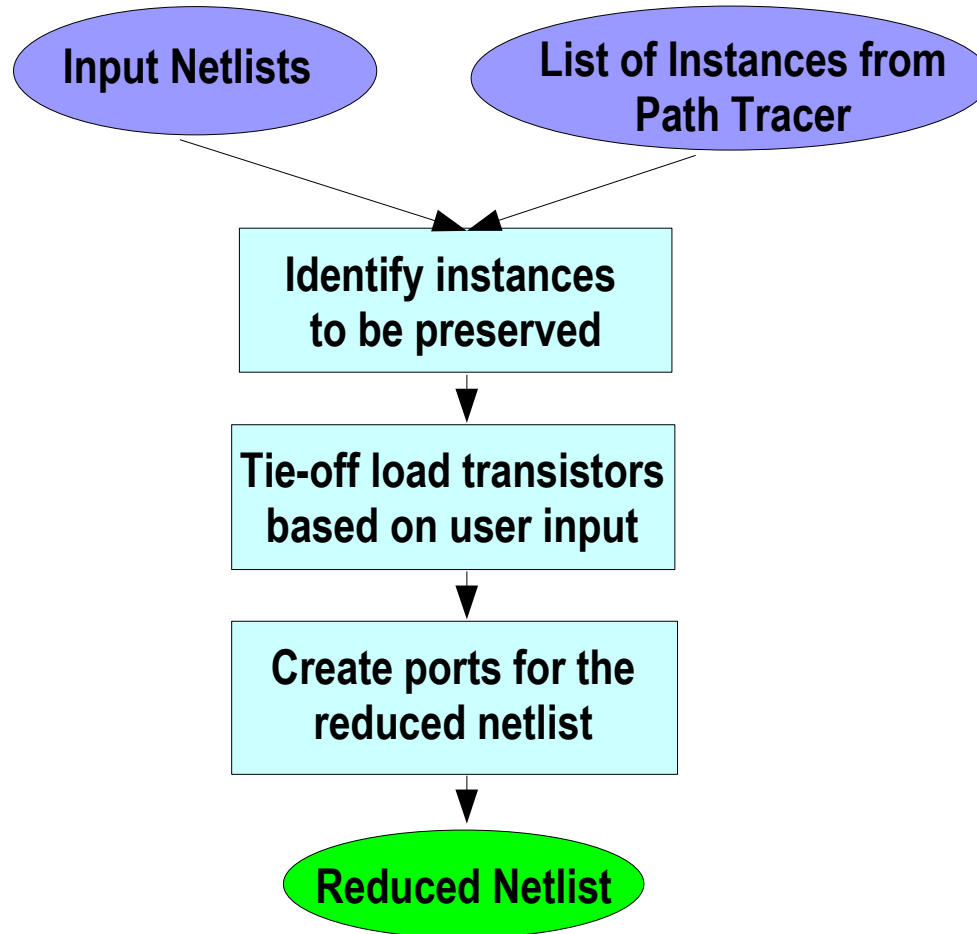 Input Netlists
List of Instances from
Path Tracer
Identify instances
to be preserved
Tie-off load transistors
based on user input
Create ports for the
reduced netlist
Reduced Netlist